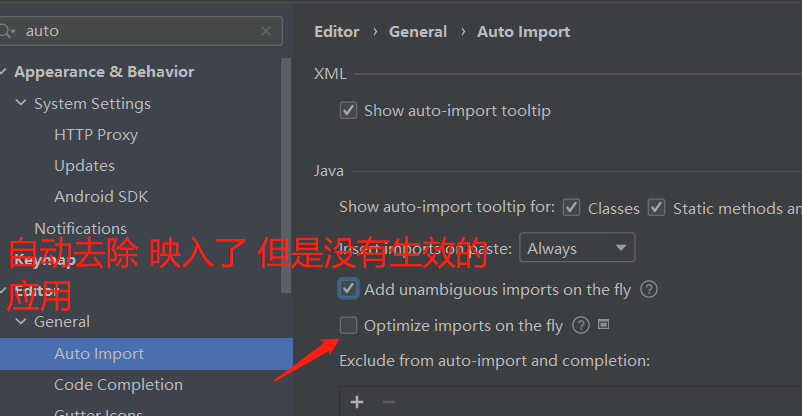 auto
Appearance & Behavior
System Settings
HTTP Proxy
Updates
Android SDK
Notifications
Keymap
Editor
General
Auto Import
Code Completion
Gutter Icons
Editor › General › Auto Import
XML
Show auto-import tooltip
Java
Show auto-import tooltip for: Classes Static methods an
Insert imports on paste: Always
Add unambiguous imports on the fly ?
Optimize imports on the fly ?
Exclude from auto-import and completion:
自动去除 映入了 但是没有生效的
应用